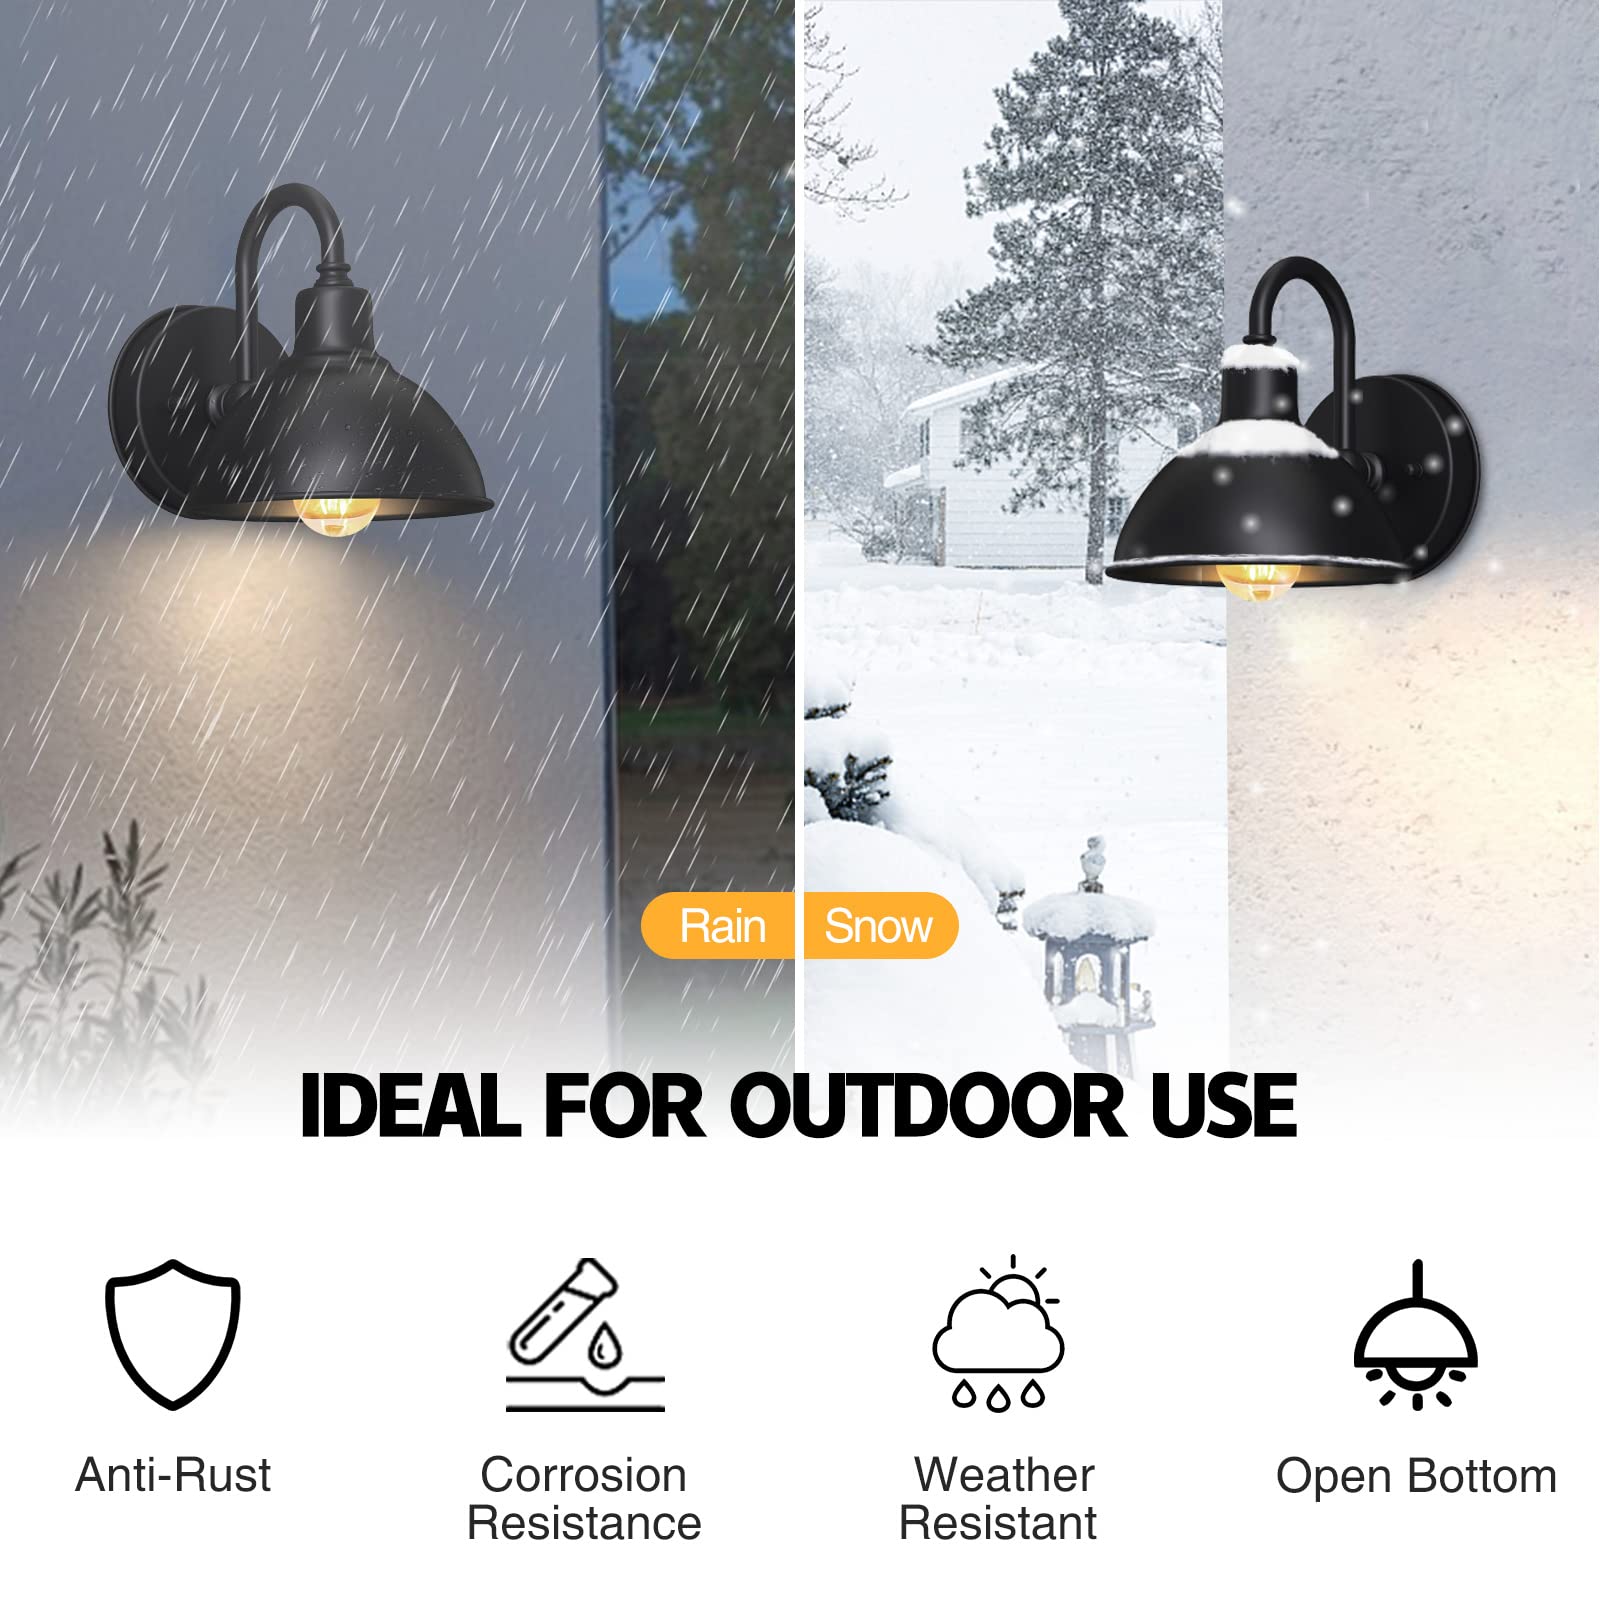 Rain Snow
IDEAL FOR OUTDOOR USE
Anti-Rust
Corrosion
Resistance
Weather
Resistant
Open Bottom